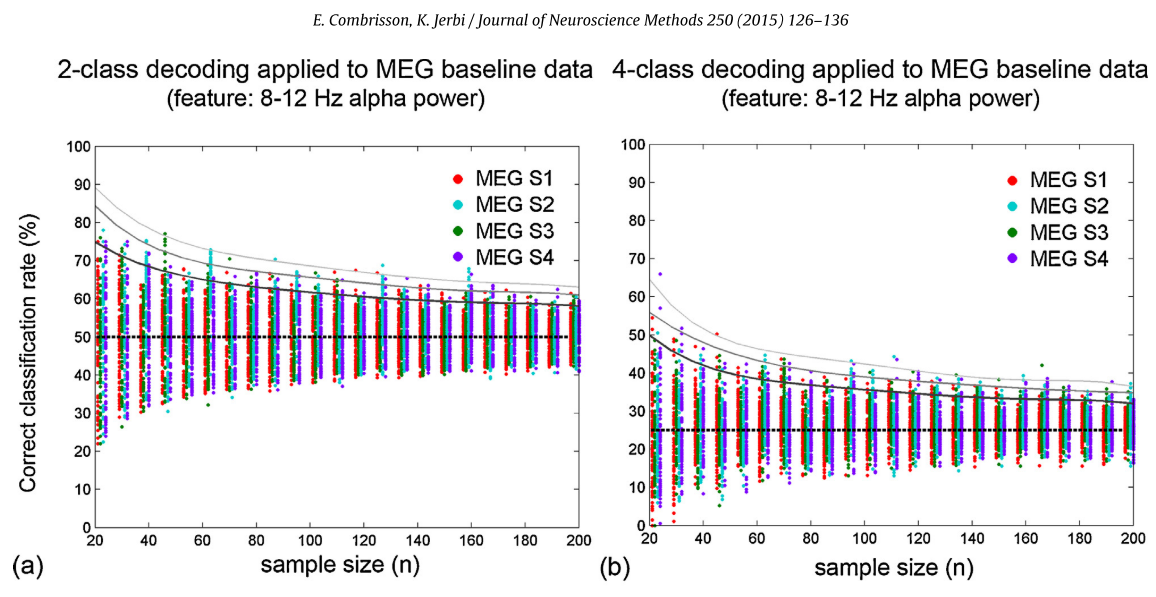 E. Combrisson, K. Jerbi / Journal of Neuroscience Methods 250 (2015) 126–136
2-class decoding applied to MEG baseline data
(feature: 8-12 Hz alpha power)
100
90
80
70
60
50
40
30
20
10
0
Correct classification rate (%)
MEG S1
MEG S2
MEG S3
MEG S4
20 40 60 80 100 120 140 160 180 200
sample size (n)
(a)
4-class decoding applied to MEG baseline data
(feature: 8-12 Hz alpha power)
100
90
80
70
60
50
40
30
20
10
0
MEG S1
MEG S2
MEG S3
MEG S4
20 40 60 80 100 120 140 160 180 200
sample size (n)
(b)